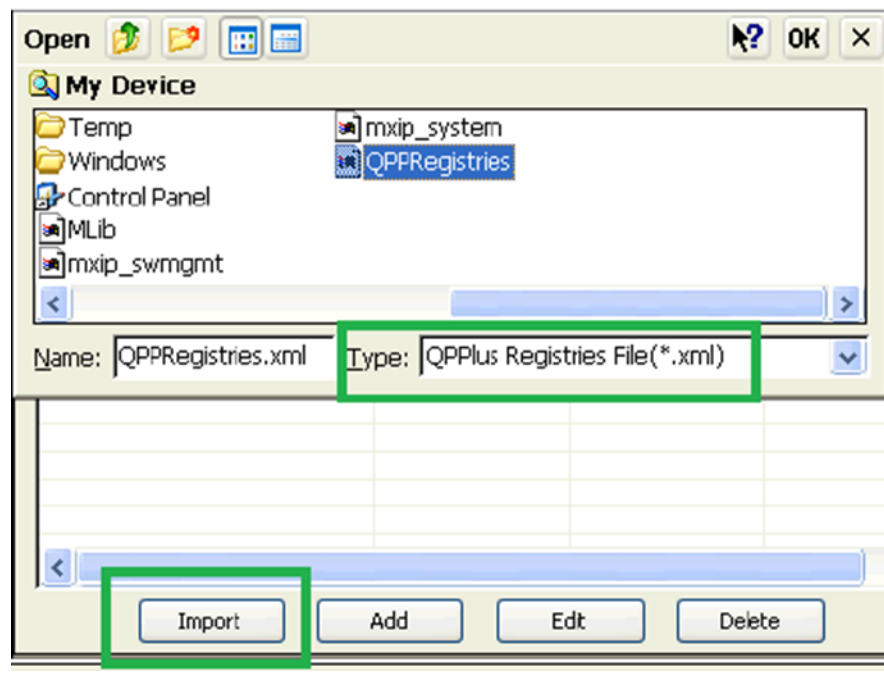 Open ? OK ×
My Device
Temp mxip_system
Windows QPPRegistries
Control Panel
MLib
mxip_swmgmt
Name: QPPRegistries.xml Type: QPPlus Registries File(*.xml)
Import Add Edit Delete